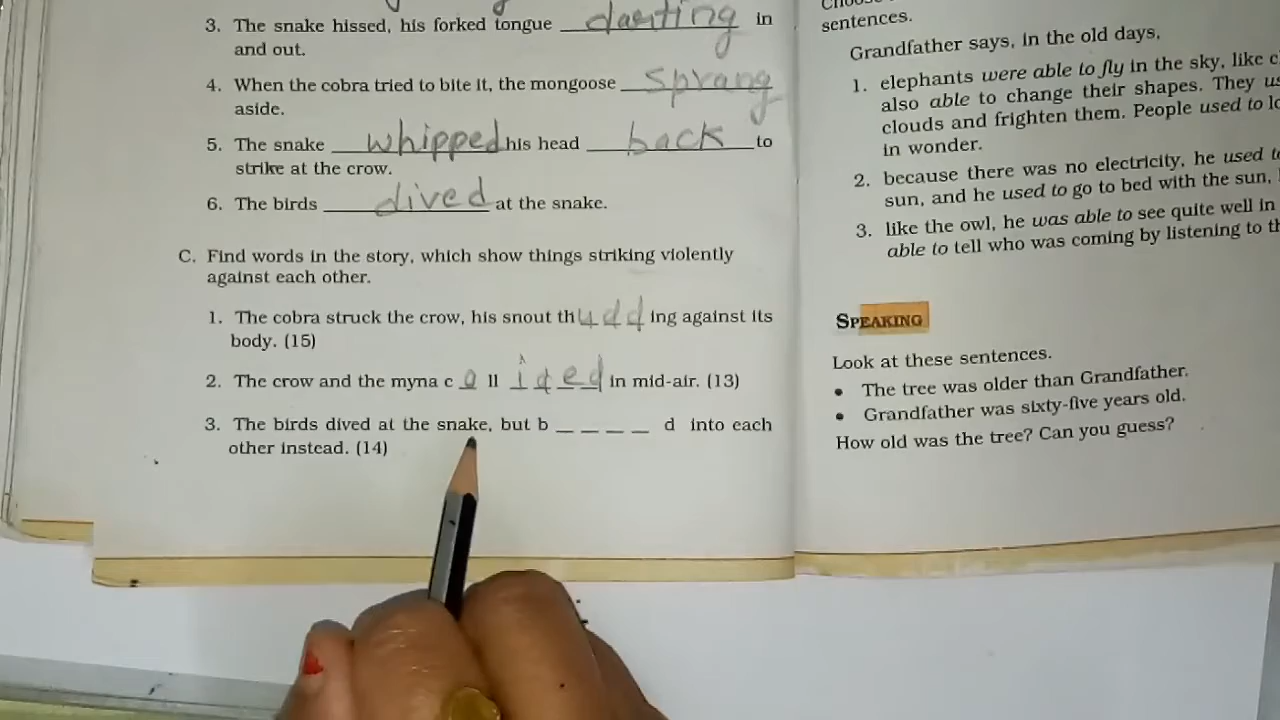 3. The snake hissed, his forked tongue darting in
and out.
4. When the cobra tried to bite it, the mongoose sprang
aside.
5. The snake whipped his head back to
strike at the crow.
6. The birds dived at the snake.
C. Find words in the story, which show things striking violently
against each other.
1. The cobra struck the crow, his snout th u d d ing against its
body. (15)
2. The crow and the myna c o ll i d e d in mid-air. (13)
3. The birds dived at the snake, but b _ _ _ _ d into each
other instead. (14)
sentences.
Grandfather says, in the old days,
1. elephants were able to fly in the sky, like
also able to change their shapes. They
clouds and frighten them. People used to
in wonder.
2. because there was no electricity, he used
sun, and he used to go to bed with the sun,
3. like the owl, he was able to see quite well in
able to tell who was coming by listening to
SPEAKING
Look at these sentences.
• The tree was older than Grandfather.
• Grandfather was sixty-five years old.
How old was the tree? Can you guess?